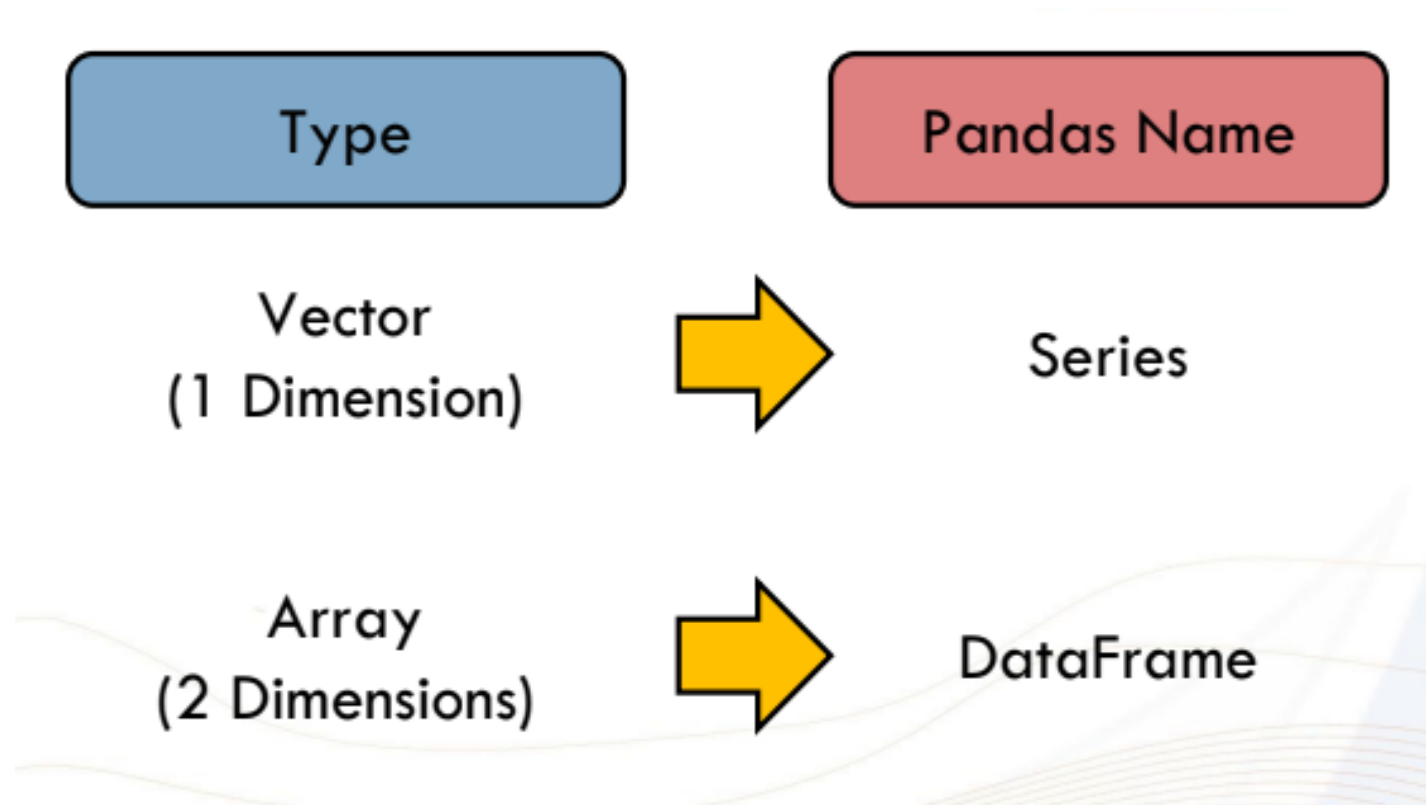 Type
Pandas Name
Vector
(1 Dimension)
Series
Array
(2 Dimensions)
DataFrame